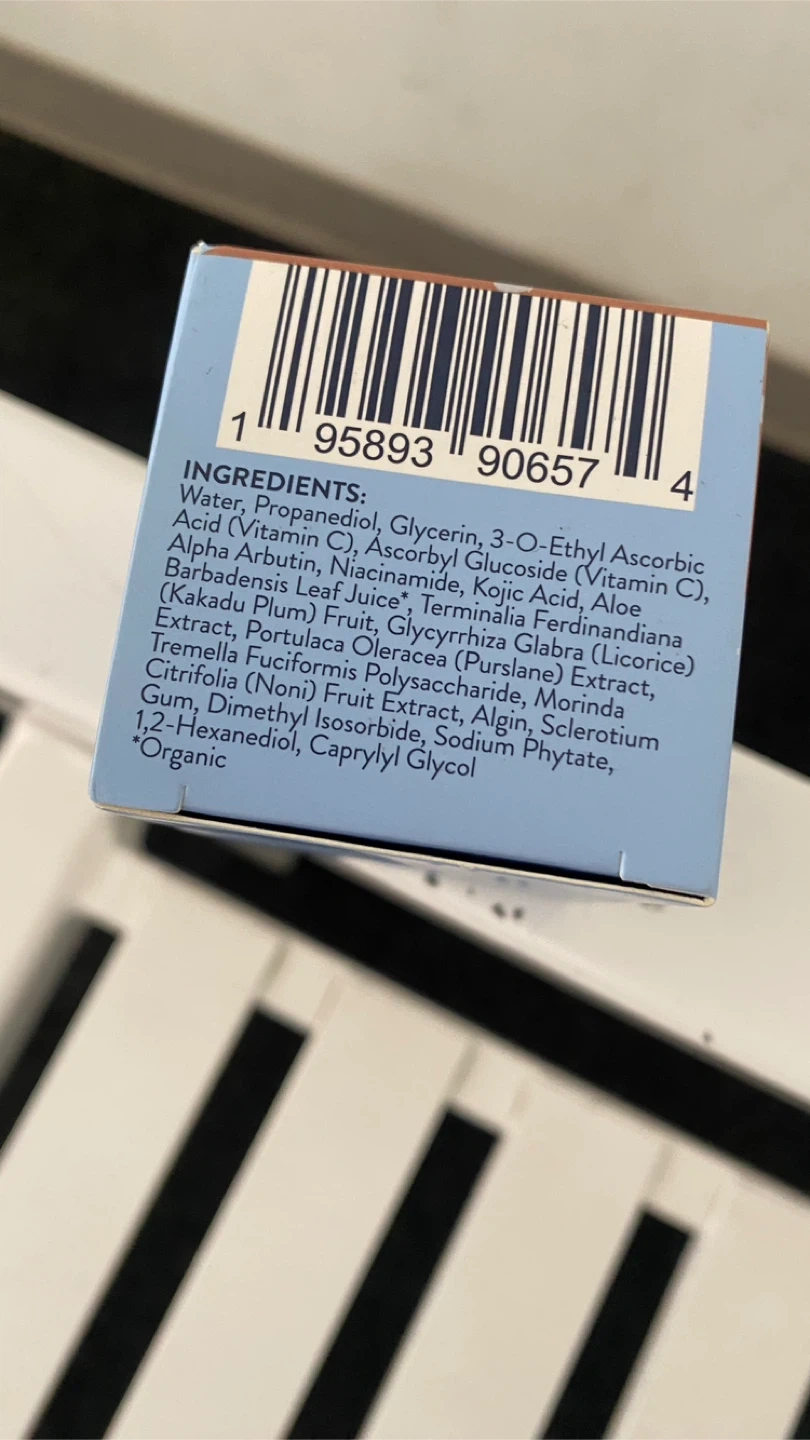 1 95893 90657 4
INGREDIENTS:
Water, Propanediol, Glycerin, 3-O-Ethyl Ascorbic
Acid (Vitamin C), Ascorbyl Glucoside (Vitamin C),
Alpha Arbutin, Niacinamide, Kojic Acid, Aloe
Barbadensis Leaf Juice*, Terminalia Ferdinandiana
(Kakadu Plum) Fruit, Glycyrrhiza Glabra (Licorice)
Extract, Portulaca Oleracea (Purslane) Extract,
Tremella Fuciformis Polysaccharide, Morinda
Citrifolia (Noni) Fruit Extract, Algin, Sclerotium
Gum, Dimethyl Isosorbide, Sodium Phytate,
1,2-Hexanediol, Caprylyl Glycol
*Organic